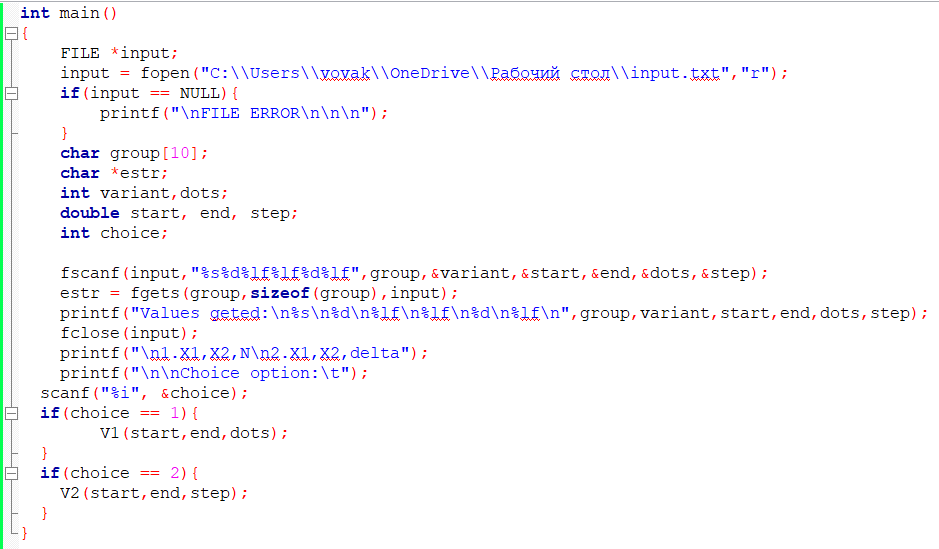 int main()
{
FILE *input;
input = fopen("C:\\Users\\vovak\\OneDrive\\Рабочий стол\\input.txt","r");
if(input == NULL){
printf("\nFILE ERROR\n\n\n");
}
char group[10];
char *estr;
int variant,dots;
double start, end, step;
int choice;
fscanf(input,"%s%d%lf%lf%d%lf",group,&variant,&start,&end,&dots,&step);
estr = fgets(group,sizeof(group),input);
printf("Values geted:\n%s\n%d\n%lf\n%lf\n%d\n%lf\n",group,variant,start,end,dots,step);
fclose(input);
printf("\n1.X1,X2,N\n2.X1,X2,delta");
printf("\n\nChoice option:\t");
scanf("%i", &choice);
if(choice == 1){
V1(start,end,dots);
}
if(choice == 2){
V2(start,end,step);
}
}